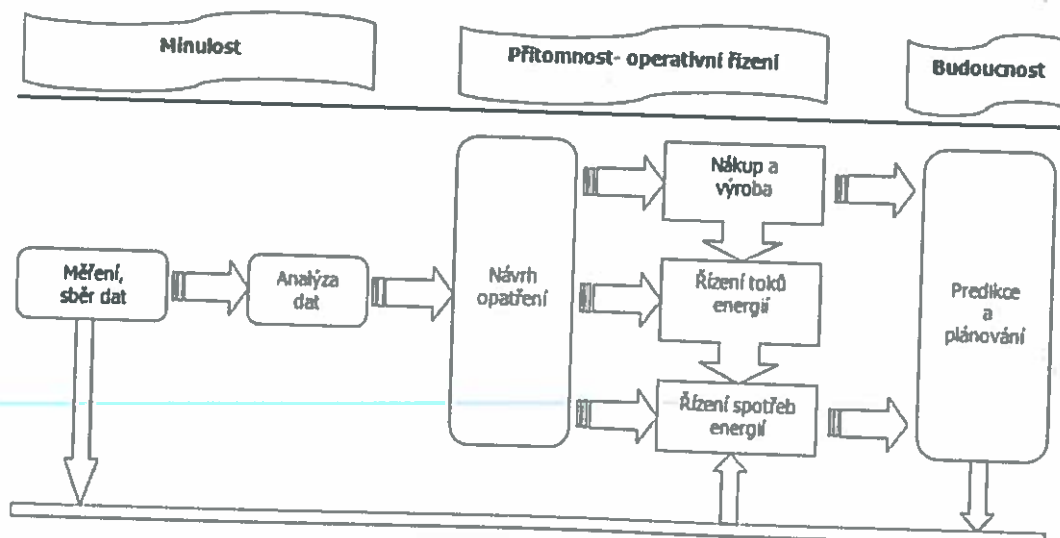 Minulost
Přítomnost- operativní řízení
Budoucnost
Nákup a
výroba
Měření,
sběr dat
Analýza
dat
Návrh
opatření
Řízení toků
energií
Predikce
a
plánování
Řízení spotřeb
energií